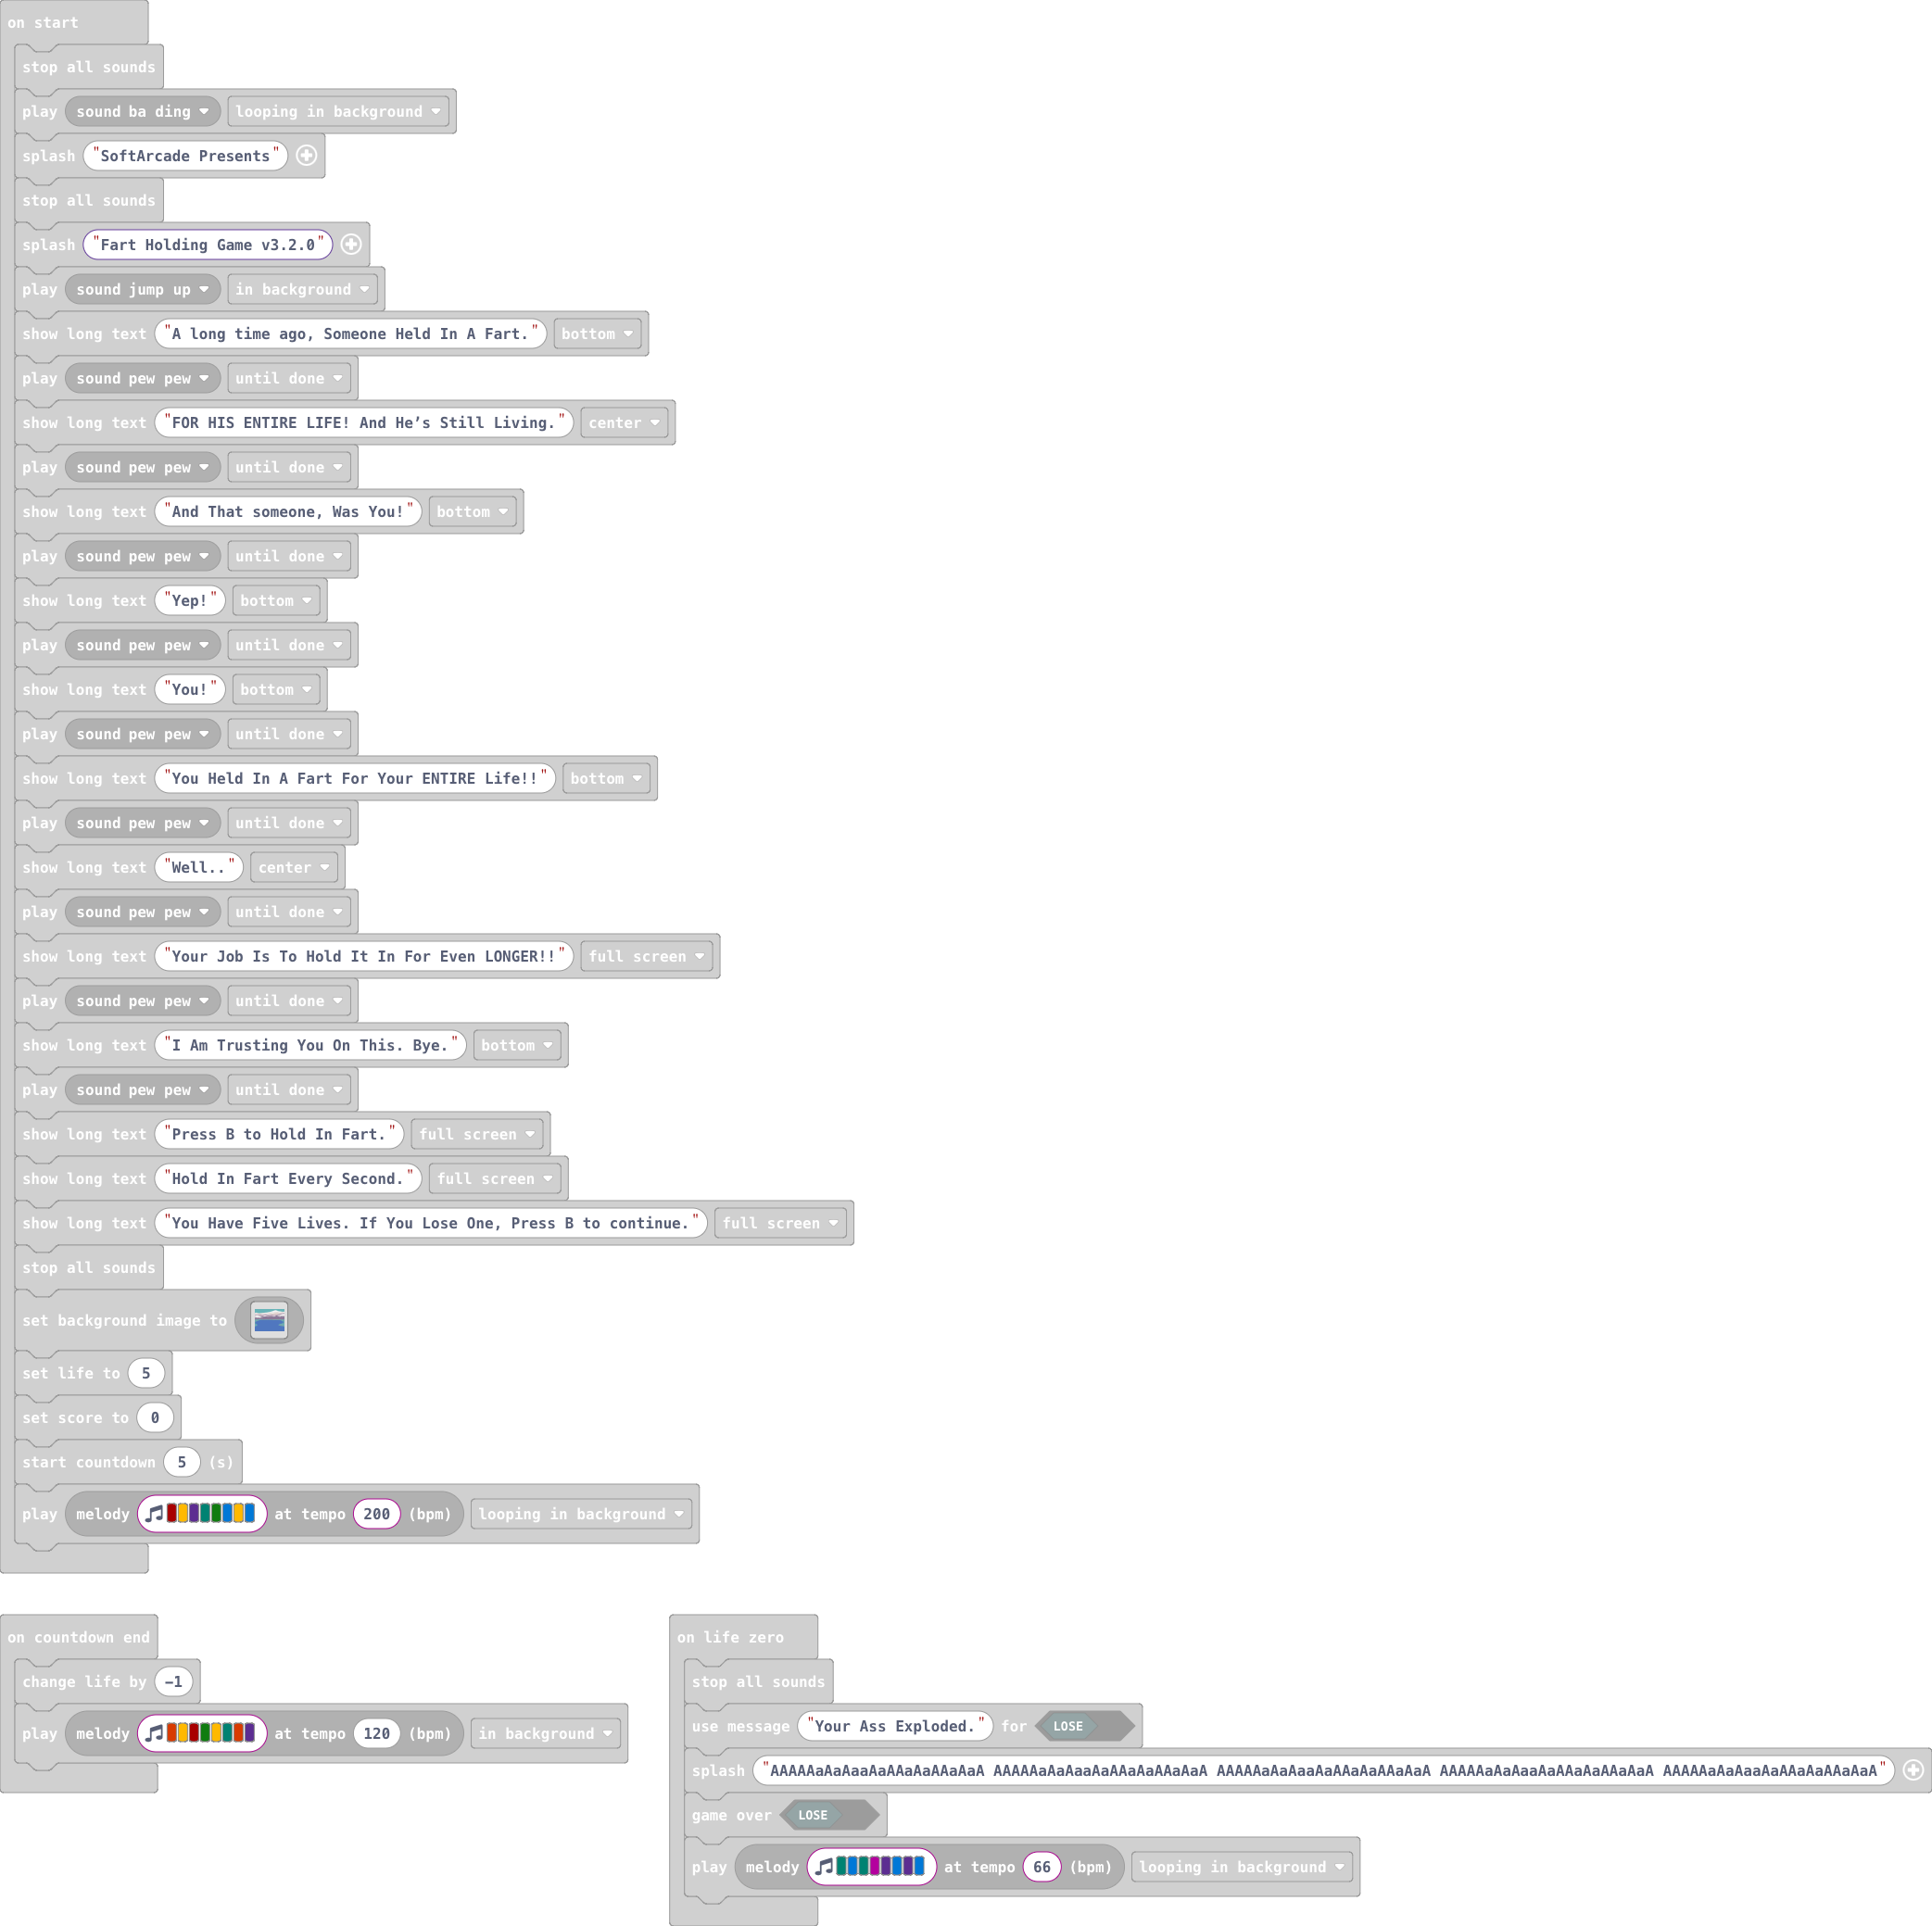 on start
stop all sounds
play sound ba ding looping in background
splash "SoftArcade Presents"
stop all sounds
splash "Fart Holding Game v3.2.0"
play sound jump up in background
show long text "A long time ago, Someone Held In A Fart." bottom
play sound pew pew until done
show long text "FOR HIS ENTIRE LIFE! And He’s Still Living." center
play sound pew pew until done
show long text "And That someone, Was You!" bottom
play sound pew pew until done
show long text "Yep!" bottom
play sound pew pew until done
show long text "You!" bottom
play sound pew pew until done
show long text "You Held In A Fart For Your ENTIRE Life!!" bottom
play sound pew pew until done
show long text "Well.." center
play sound pew pew until done
show long text "Your Job Is To Hold It In For Even LONGER!!" full screen
play sound pew pew until done
show long text "I Am Trusting You On This. Bye." bottom
play sound pew pew until done
show long text "Press B to Hold In Fart." full screen
show long text "Hold In Fart Every Second." full screen
show long text "You Have Five Lives. If You Lose One, Press B to continue." full screen
stop all sounds
set background image to
set life to 5
set score to 0
start countdown 5 (s)
play melody at tempo 200 (bpm) looping in background
on countdown end
change life by -1
play melody at tempo 120 (bpm) in background
on life zero
stop all sounds
use message "Your Ass Exploded." for LOSE
splash "AAAAAaAaAaaAaAAaAaAAaAaA AAAAAaAaAaaAaAAaAaAAaAaA AAAAAaAaAaaAaAAaAaAAaAaA AAAAAaAaAaaAaAAaAaAAaAaA AAAAAaAaAaaAaAAaAaAAaAaA"
game over LOSE
play melody at tempo 66 (bpm) looping in background